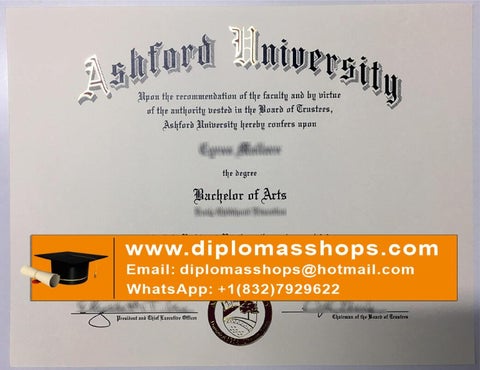 Ashford University
Upon the recommendation of the faculty and by virtue
of the authority vested in the Board of Trustees,
Ashford University hereby confers upon
the degree
Bachelor of Arts
www.diplomasshops.com
Email: diplomasshops@hotmail.com
WhatsApp: +1(832)7929622
President and Chief Executive Officer
Chairman of the Board of Trustees